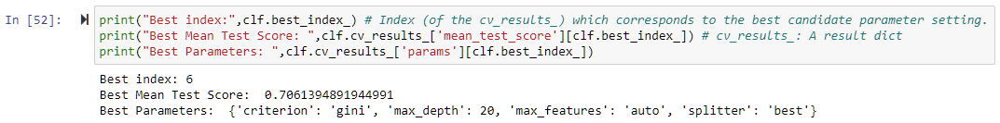 In [52]: print("Best index:",clf.best_index_) # Index (of the cv_results_) which corresponds to the best candidate parameter setting.
print("Best Mean Test Score: ",clf.cv_results_['mean_test_score'][clf.best_index_]) # cv_results_: A result dict
print("Best Parameters: ",clf.cv_results_['params'][clf.best_index_])
Best index: 6
Best Mean Test Score:  0.7061394891944991
Best Parameters:  {'criterion': 'gini', 'max_depth': 20, 'max_features': 'auto', 'splitter': 'best'}